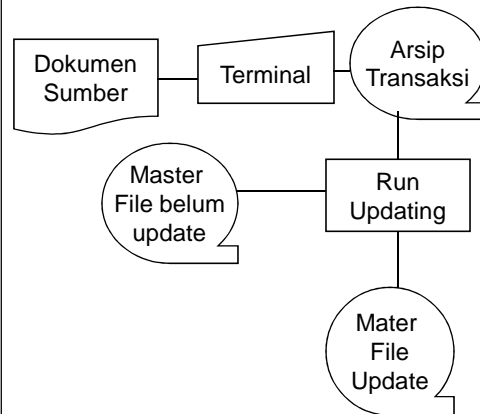 Dokumen
Sumber
Terminal
Arsip
Transaksi
Master
File belum
update
Run
Updating
Mater
File
Update